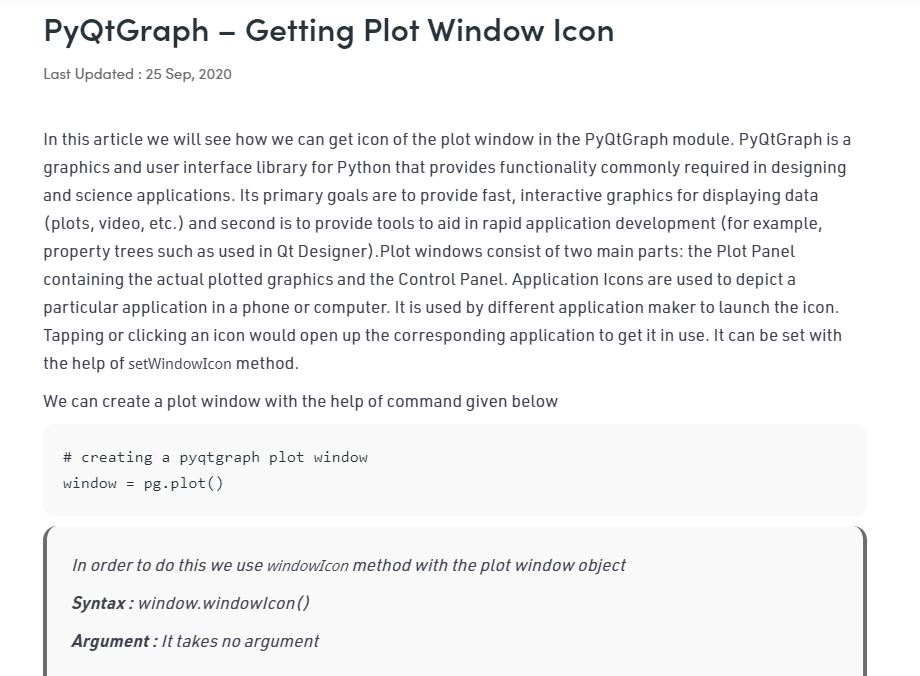 PyQtGraph – Getting Plot Window Icon
Last Updated : 25 Sep, 2020
In this article we will see how we can get icon of the plot window in the PyQtGraph module. PyQtGraph is a
graphics and user interface library for Python that provides functionality commonly required in designing
and science applications. Its primary goals are to provide fast, interactive graphics for displaying data
(plots, video, etc.) and second is to provide tools to aid in rapid application development (for example,
property trees such as used in Qt Designer).Plot windows consist of two main parts: the Plot Panel
containing the actual plotted graphics and the Control Panel. Application Icons are used to depict a
particular application in a phone or computer. It is used by different application maker to launch the icon.
Tapping or clicking an icon would open up the corresponding application to get it in use. It can be set with
the help of setWindowIcon method.
We can create a plot window with the help of command given below
# creating a pyqtgraph plot window
window = pg.plot()
In order to do this we use windowIcon method with the plot window object
Syntax : window.windowIcon()
Argument : It takes no argument